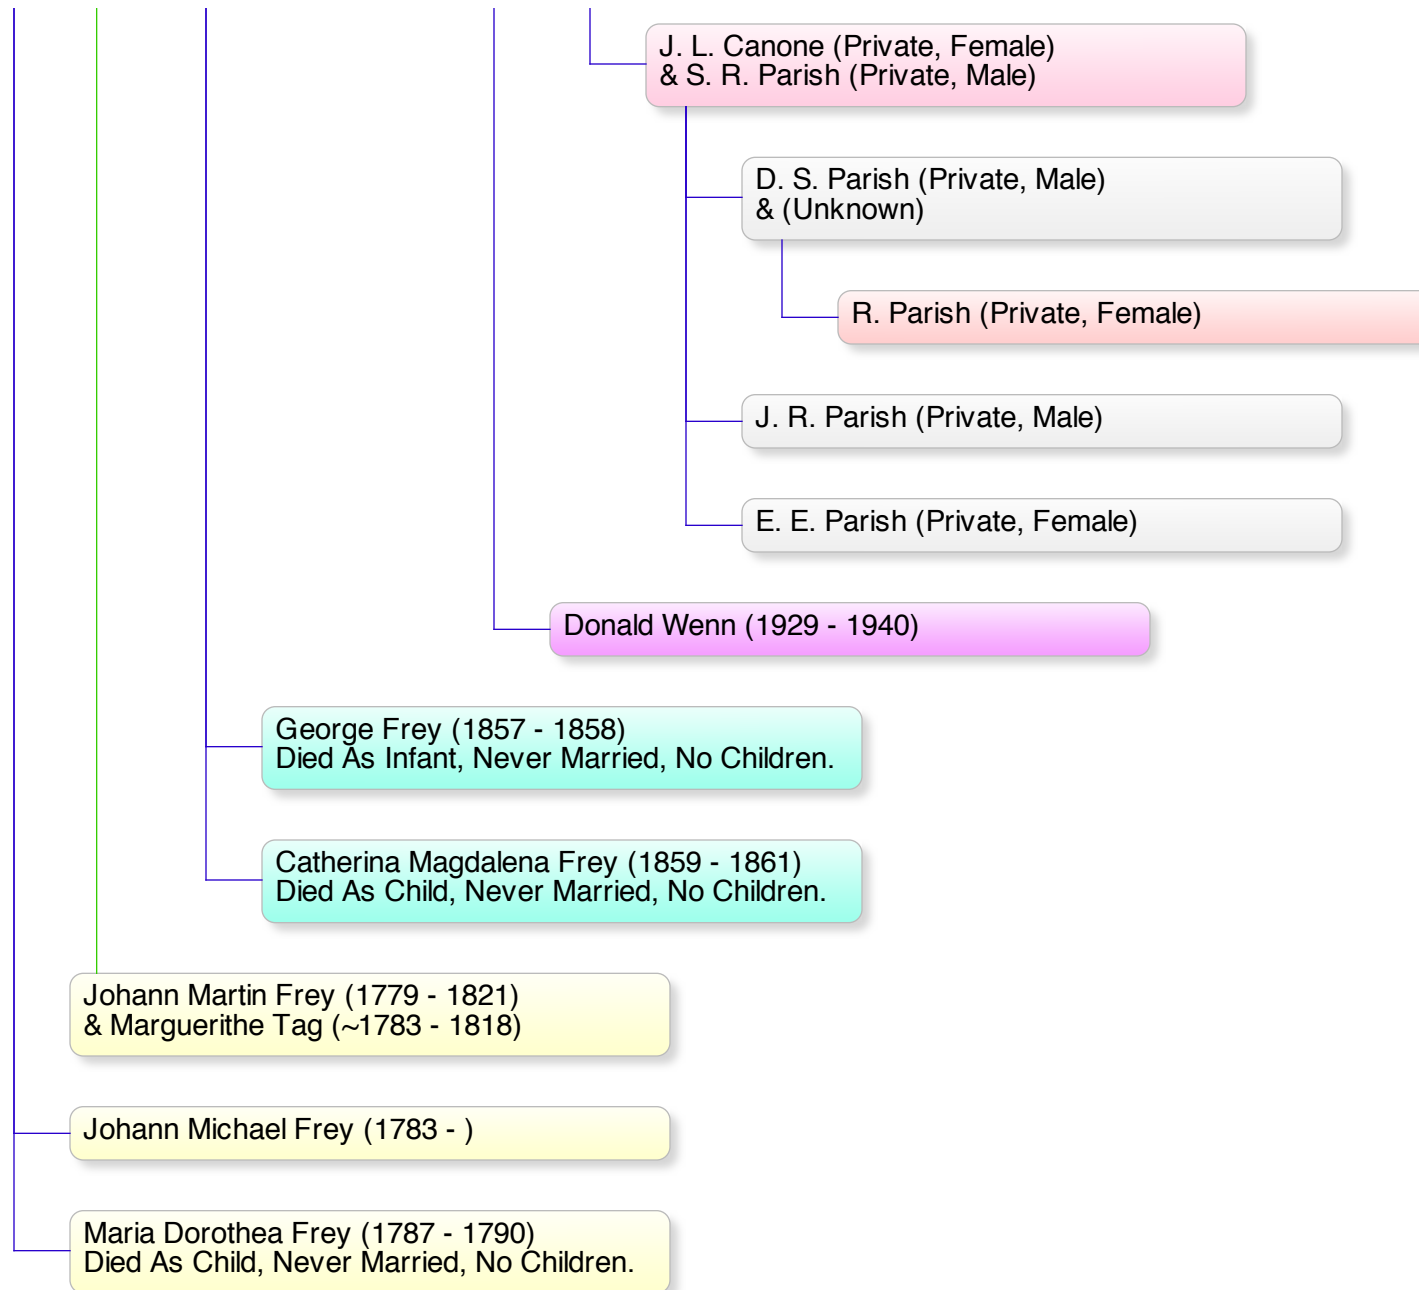 J. L. Canone (Private, Female)
& S. R. Parish (Private, Male)
D. S. Parish (Private, Male)
& (Unknown)
R. Parish (Private, Female)
J. R. Parish (Private, Male)
E. E. Parish (Private, Female)
Donald Wenn (1929 - 1940)
George Frey (1857 - 1858)
Died As Infant, Never Married, No Children.
Catherina Magdalena Frey (1859 - 1861)
Died As Child, Never Married, No Children.
Johann Martin Frey (1779 - 1821)
& Marguerithe Tag (~1783 - 1818)
Johann Michael Frey (1783 - )
Maria Dorothea Frey (1787 - 1790)
Died As Child, Never Married, No Children.